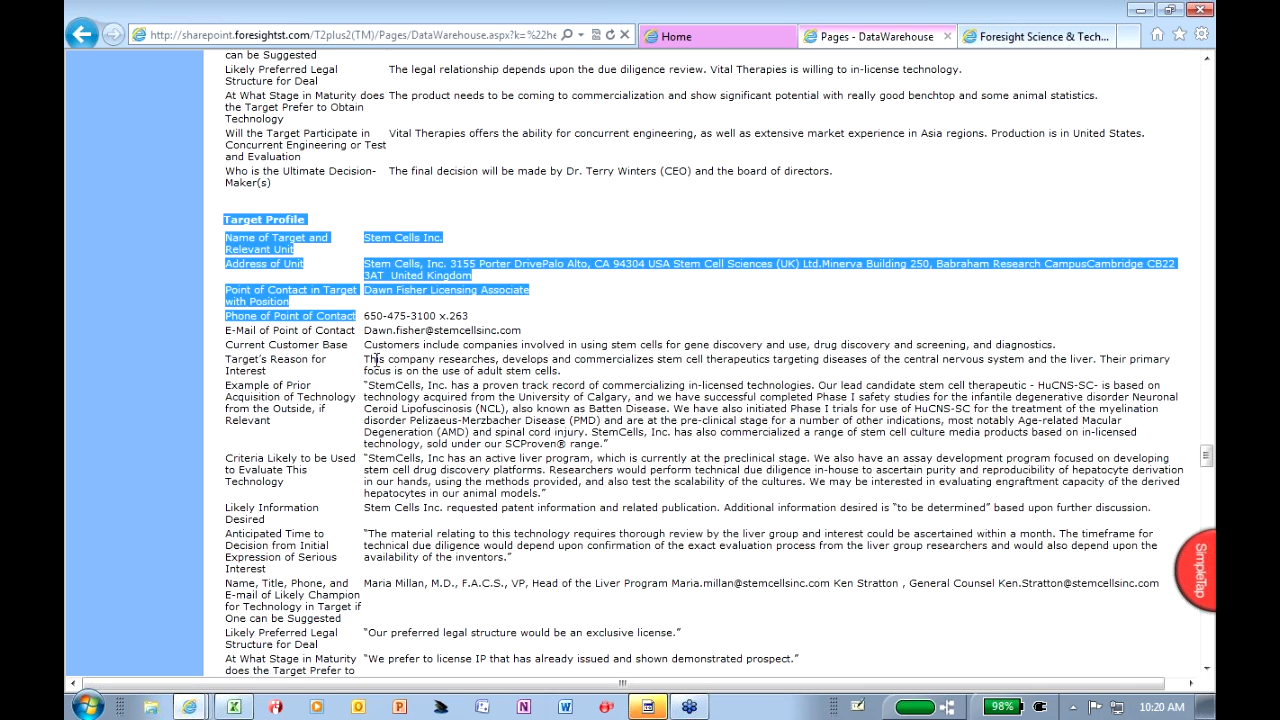 http://sharepoint.foresightst.com/T2plus2(TM)/Pages/DataWarehouse.aspx?k=%22he
Home
Pages - DataWarehouse
Foresight Science & Tech...
can be Suggested
Likely Preferred Legal The legal relationship depends upon the due diligence review. Vital Therapies is willing to in-license technology.
Structure for Deal
At What Stage in Maturity does The product needs to be coming to commercialization and show significant potential with really good benchtop and some animal statistics.
the Target Prefer to Obtain
Technology
Will the Target Participate in Vital Therapies offers the ability for concurrent engineering, as well as extensive market experience in Asia regions. Production is in United States.
Concurrent Engineering or Test
and Evaluation
Who is the Ultimate Decision- The final decision will be made by Dr. Terry Winters (CEO) and the board of directors.
Maker(s)
Target Profile
Name of Target and Stem Cells Inc.
Relevant Unit
Address of Unit Stem Cells, Inc. 3155 Porter DrivePalo Alto, CA 94304 USA Stem Cell Sciences (UK) Ltd.Minerva Building 250, Babraham Research CampusCambridge CB22
3AT United Kingdom
Point of Contact in Target Dawn Fisher Licensing Associate
with Position
Phone of Point of Contact 650-475-3100 x.263
E-Mail of Point of Contact Dawn.fisher@stemcellsinc.com
Current Customer Base Customers include companies involved in using stem cells for gene discovery and use, drug discovery and screening, and diagnostics.
Target's Reason for This company researches, develops and commercializes stem cell therapeutics targeting diseases of the central nervous system and the liver. Their primary
Interest focus is on the use of adult stem cells.
Example of Prior "StemCells, Inc. has a proven track record of commercializing in-licensed technologies. Our lead candidate stem cell therapeutic - HuCNS-SC- is based on
Acquisition of Technology technology acquired from the University of Calgary, and we have successful completed Phase I safety studies for the infantile degenerative disorder Neuronal
from the Outside, if Ceroid Lipofuscinosis (NCL), also known as Batten Disease. We have also initiated Phase I trials for use of HuCNS-SC for the treatment of the myelination
Relevant disorder Pelizaeus-Merzbacher Disease (PMD) and are at the pre-clinical stage for a number of other indications, most notably Age-related Macular
Degeneration (AMD) and spinal cord injury. StemCells, Inc. has also commercialized a range of stem cell culture media products based on in-licensed
technology, sold under our SCProven® range."
Criteria Likely to be Used "StemCells, Inc has an active liver program, which is currently at the preclinical stage. We also have an assay development program focused on developing
to Evaluate This stem cell drug discovery platforms. Researchers would perform technical due diligence in-house to ascertain purity and reproducibility of hepatocyte derivation
Technology in our hands, using the methods provided, and also test the scalability of the cultures. We may be interested in evaluating engraftment capacity of the derived
hepatocytes in our animal models."
Likely Information Stem Cells Inc. requested patent information and related publication. Additional information desired is "to be determined" based upon further discussion.
Desired
Anticipated Time to "The material relating to this technology requires thorough review by the liver group and interest could be ascertained within a month. The timeframe for
Decision from Initial technical due diligence would depend upon confirmation of the exact evaluation process from the liver group researchers and would also depend upon the
Expression of Serious availability of the inventors."
Interest
Name, Title, Phone, and Maria Millan, M.D., F.A.C.S., VP, Head of the Liver Program Maria.millan@stemcellsinc.com Ken Stratton , General Counsel Ken.Stratton@stemcellsinc.com
E-mail of Likely Champion
for Technology in Target if
One can be Suggested
Likely Preferred Legal "Our preferred legal structure would be an exclusive license."
Structure for Deal
At What Stage in Maturity "We prefer to license IP that has already issued and shown demonstrated prospect."
does the Target Prefer to
SimpleTap
98%
10:20 AM